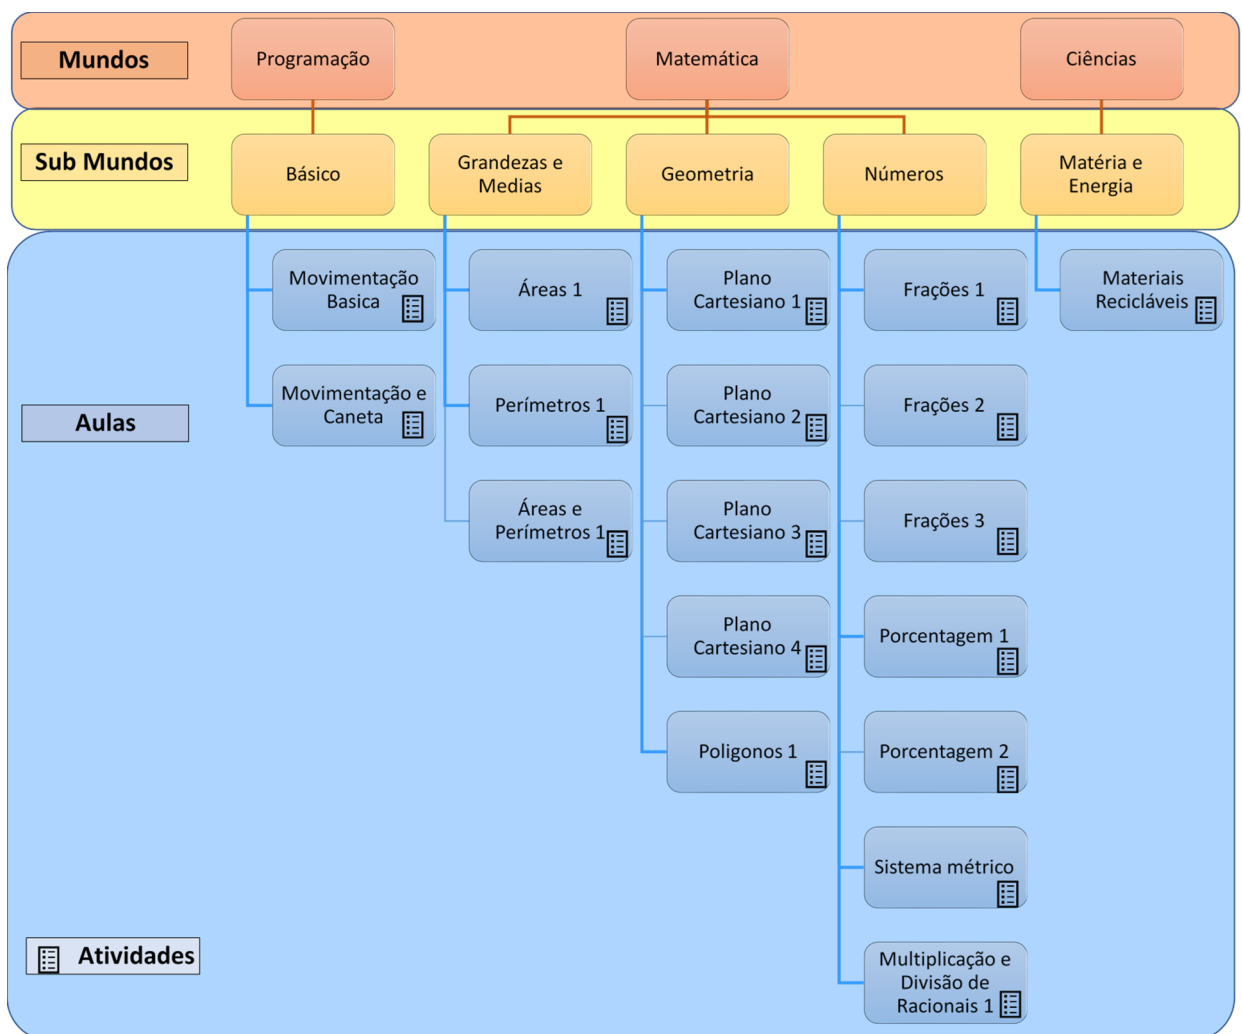 Mundos
Programação
Matemática
Ciências
Sub Mundos
Básico
Grandezas e
Medias
Geometria
Números
Matéria e
Energia
Aulas
Movimentação
Basica
Movimentação e
Caneta
Áreas 1
Perímetros 1
Áreas e
Perímetros 1
Plano
Cartesiano 1
Plano
Cartesiano 2
Plano
Cartesiano 3
Plano
Cartesiano 4
Poligonos 1
Frações 1
Frações 2
Frações 3
Porcentagem 1
Porcentagem 2
Sistema métrico
Multiplicação e
Divisão de
Racionais 1
Materiais
Recicláveis
Atividades